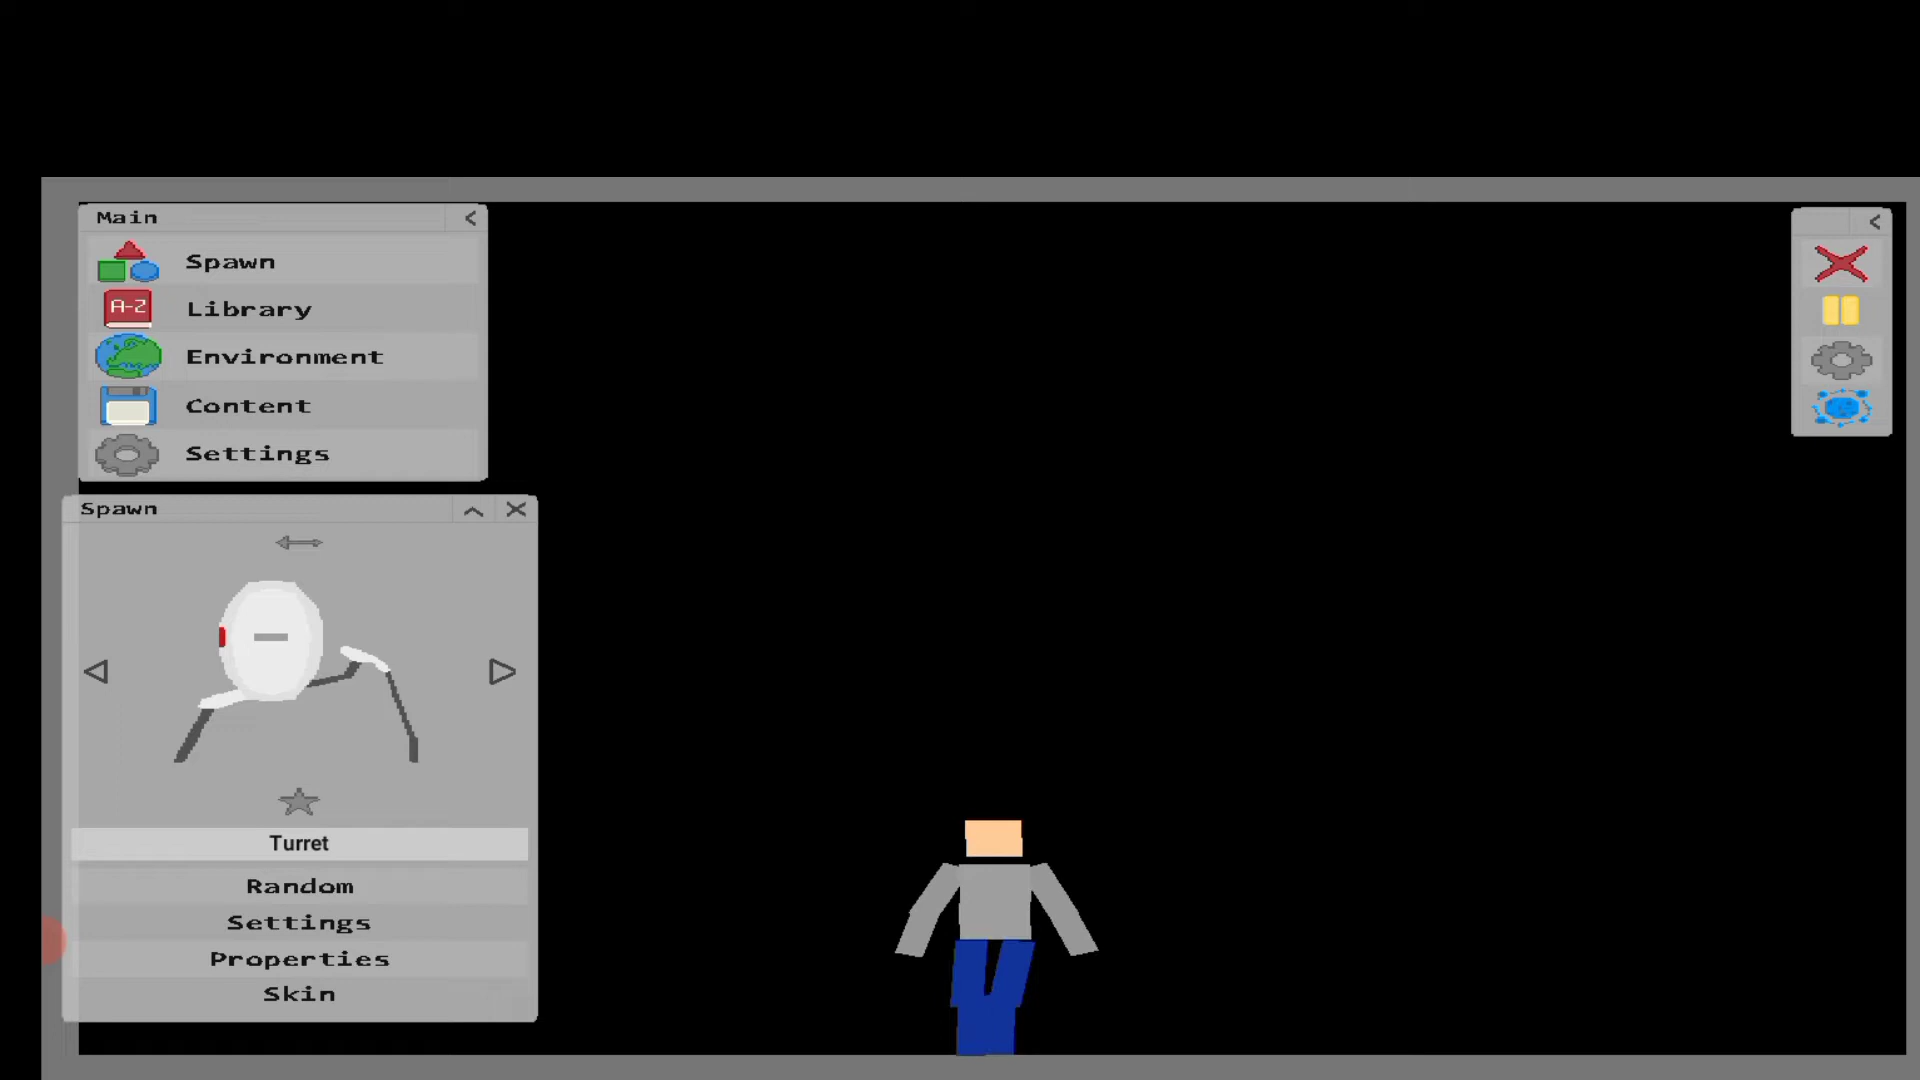 Main
Spawn
A-Z
Library
Environment
Content
Settings
Spawn
Turret
Random
Settings
Properties
Skin